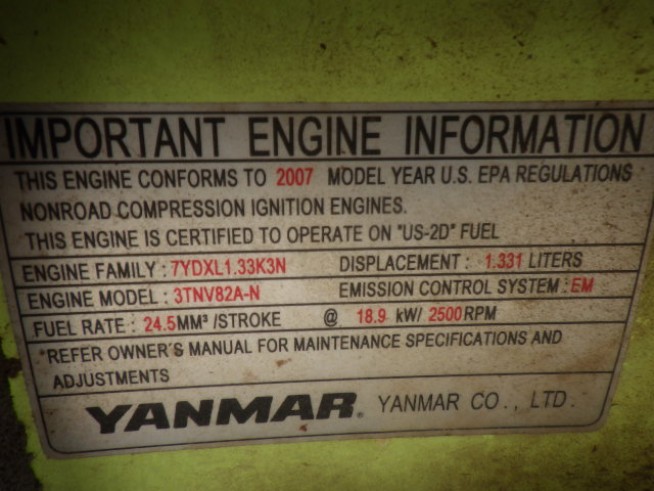 IMPORTANT ENGINE INFORMATION
THIS ENGINE CONFORMS TO 2007 MODEL YEAR U.S. EPA REGULATIONS
NONROAD COMPRESSION IGNITION ENGINES.
THIS ENGINE IS CERTIFIED TO OPERATE ON "US-2D" FUEL
ENGINE FAMILY : 7YDXL1.33K3N DISPLACEMENT : 1.331 LITERS
ENGINE MODEL : 3TNV82A-N EMISSION CONTROL SYSTEM : EM
FUEL RATE : 24.5MM³ /STROKE @ 18.9 kW/ 2500RPM
*REFER OWNER'S MANUAL FOR MAINTENANCE SPECIFICATIONS AND
ADJUSTMENTS
YANMAR. YANMAR CO., LTD.